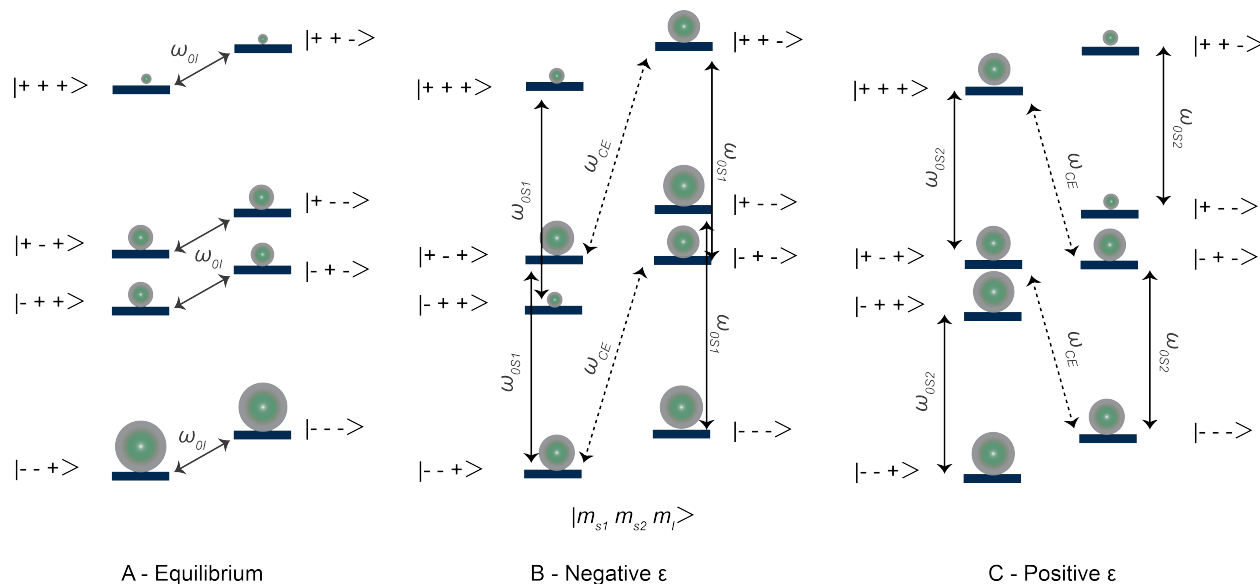 |+ + +>
ω0I
|+ + ->
|+ - ->
|+ - +>
ω0I
|- + ->
|- + +>
|- - ->
ω0I
|- - +>
A - Equilibrium
|+ + ->
|+ + +>
ωCE
ω0S1
ω0S1
|+ - ->
|+ - +>
|- + ->
|- + +>
ω0S1
ωCE
ω0S1
|- - ->
|- - +>
|ms1 ms2 mI>
B - Negative ε
|+ + ->
|+ + +>
ω0S2
ω0S2
ωCE
|+ - ->
|+ - +>
|- + ->
|- + +>
ω0S2
ωCE
ω0S2
|- - ->
|- - +>
C - Positive ε